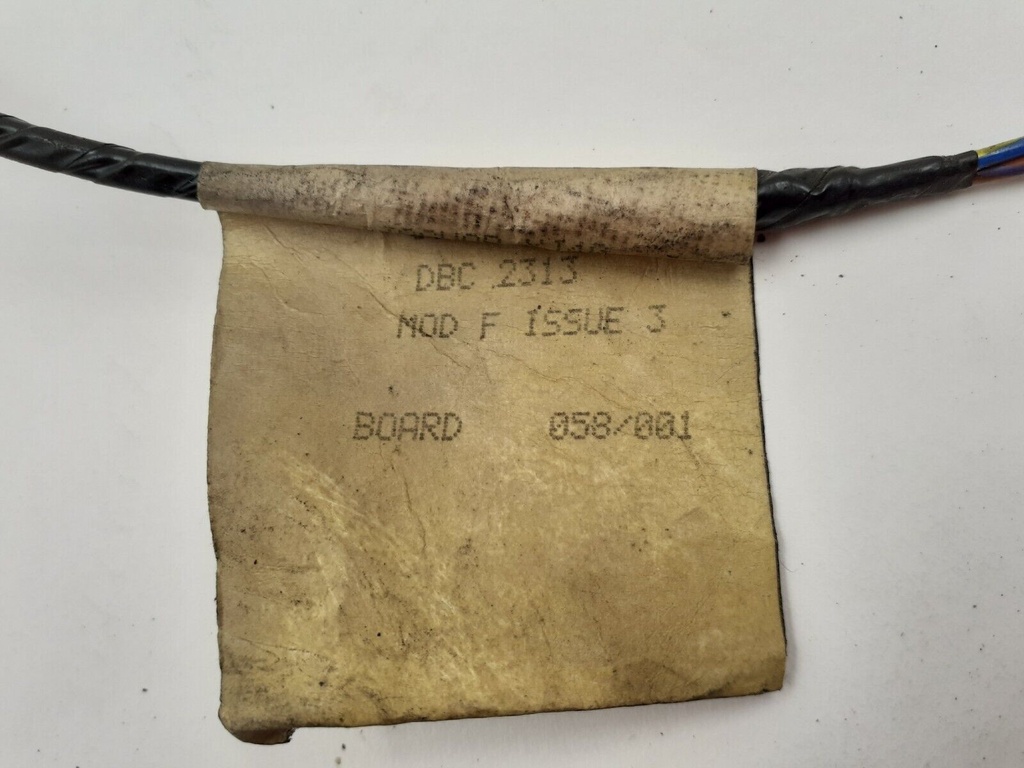 DBC 2313
MOD F ISSUE 3
BOARD 058/001